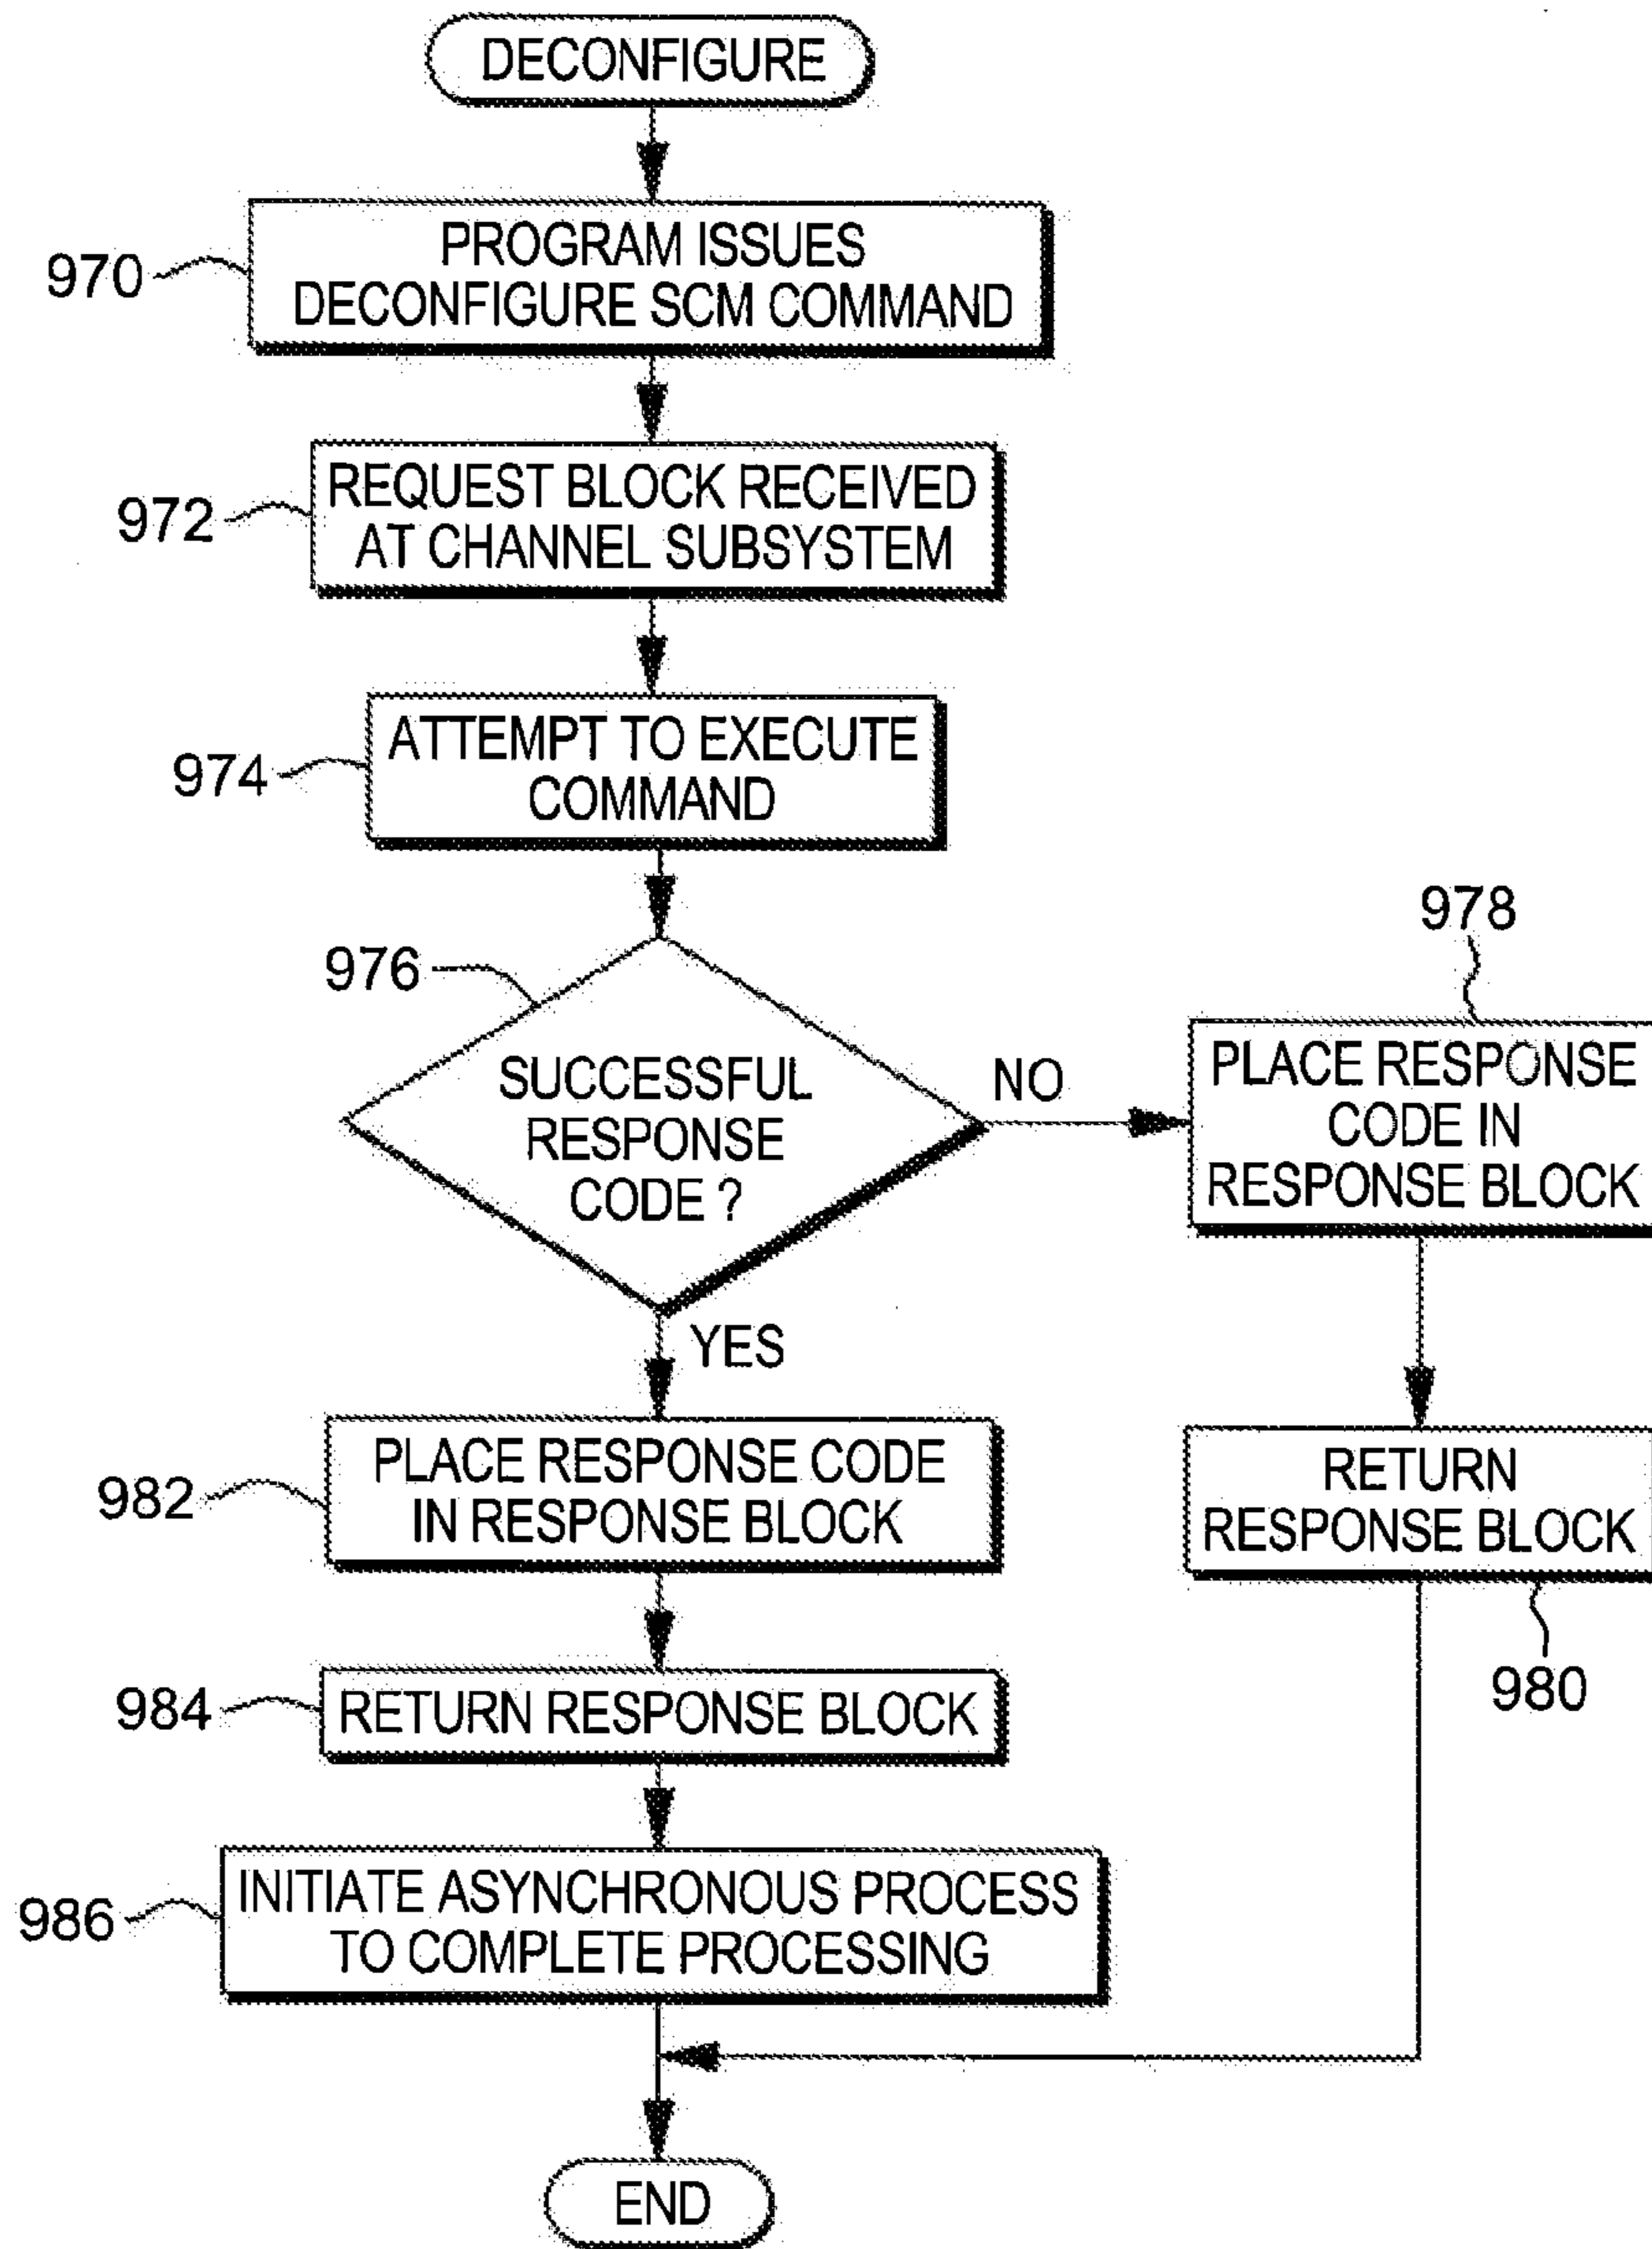 DECONFIGURE
970
PROGRAM ISSUES
DECONFIGURE SCM COMMAND
972
REQUEST BLOCK RECEIVED
AT CHANNEL SUBSYSTEM
974
ATTEMPT TO EXECUTE
COMMAND
976
SUCCESSFUL
RESPONSE
CODE ?
NO
978
PLACE RESPONSE
CODE IN
RESPONSE BLOCK
RETURN
RESPONSE BLOCK
980
YES
982
PLACE RESPONSE CODE
IN RESPONSE BLOCK
984
RETURN RESPONSE BLOCK
986
INITIATE ASYNCHRONOUS PROCESS
TO COMPLETE PROCESSING
END